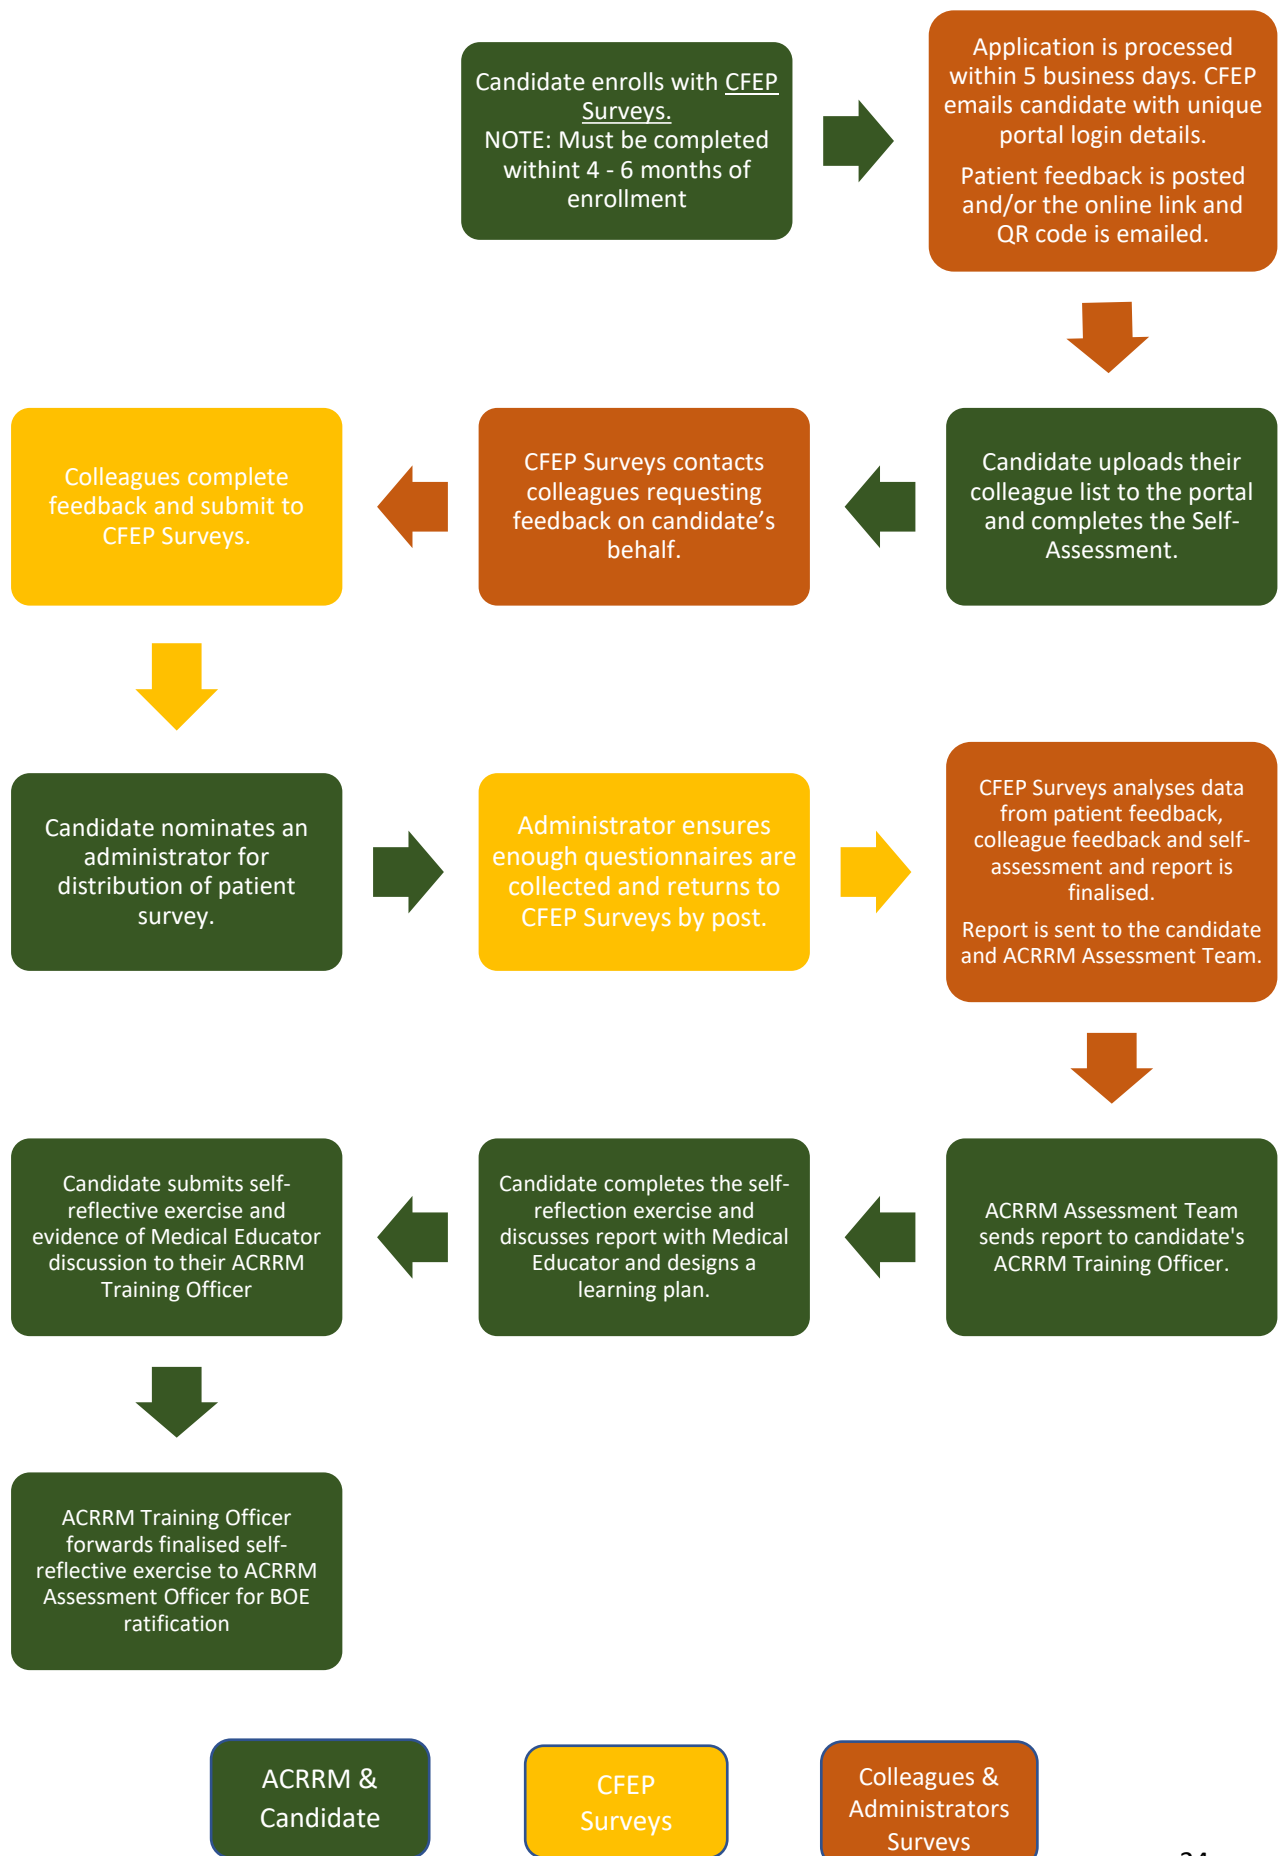 Candidate enrolls with CFEP
Surveys.
NOTE: Must be completed
withint 4 - 6 months of
enrollment
Application is processed
within 5 business days. CFEP
emails candidate with unique
portal login details.
Patient feedback is posted
and/or the online link and
QR code is emailed.
Candidate uploads their
colleague list to the portal
and completes the Self-
Assessment.
CFEP Surveys contacts
colleagues requesting
feedback on candidate’s
behalf.
Colleagues complete
feedback and submit to
CFEP Surveys.
Candidate nominates an
administrator for
distribution of patient
survey.
Administrator ensures
enough questionnaires are
collected and returns to
CFEP Surveys by post.
CFEP Surveys analyses data
from patient feedback,
colleague feedback and self-
assessment and report is
finalised.
Report is sent to the candidate
and ACRRM Assessment Team.
ACRRM Assessment Team
sends report to candidate's
ACRRM Training Officer.
Candidate completes the self-
reflection exercise and
discusses report with Medical
Educator and designs a
learning plan.
Candidate submits self-
reflective exercise and
evidence of Medical Educator
discussion to their ACRRM
Training Officer
ACRRM Training Officer
forwards finalised self-
reflective exercise to ACRRM
Assessment Officer for BOE
ratification
ACRRM &
Candidate
CFEP
Surveys
Colleagues &
Administrators
Surveys